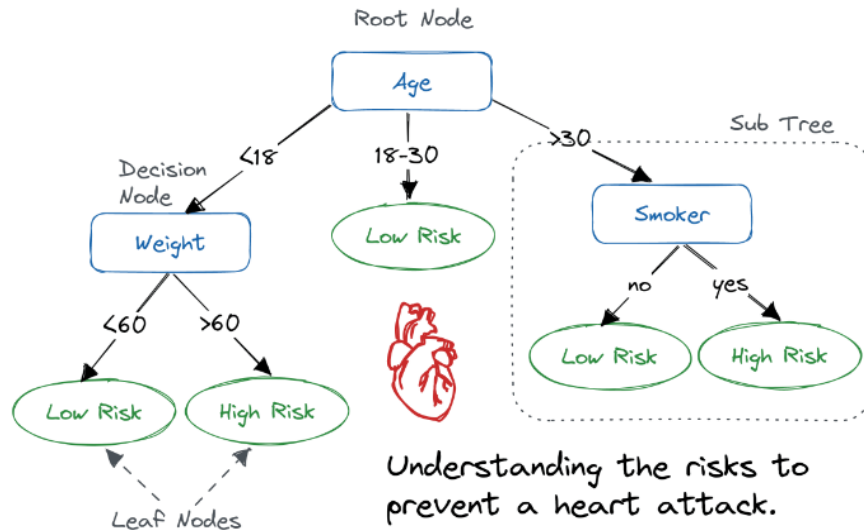 Root Node
Age
<18
18-30
>30
Sub Tree
Decision
Node
Weight
Low Risk
Smoker
<60
>60
no
yes
Low Risk
High Risk
Low Risk
High Risk
Leaf Nodes
Understanding the risks to
prevent a heart attack.